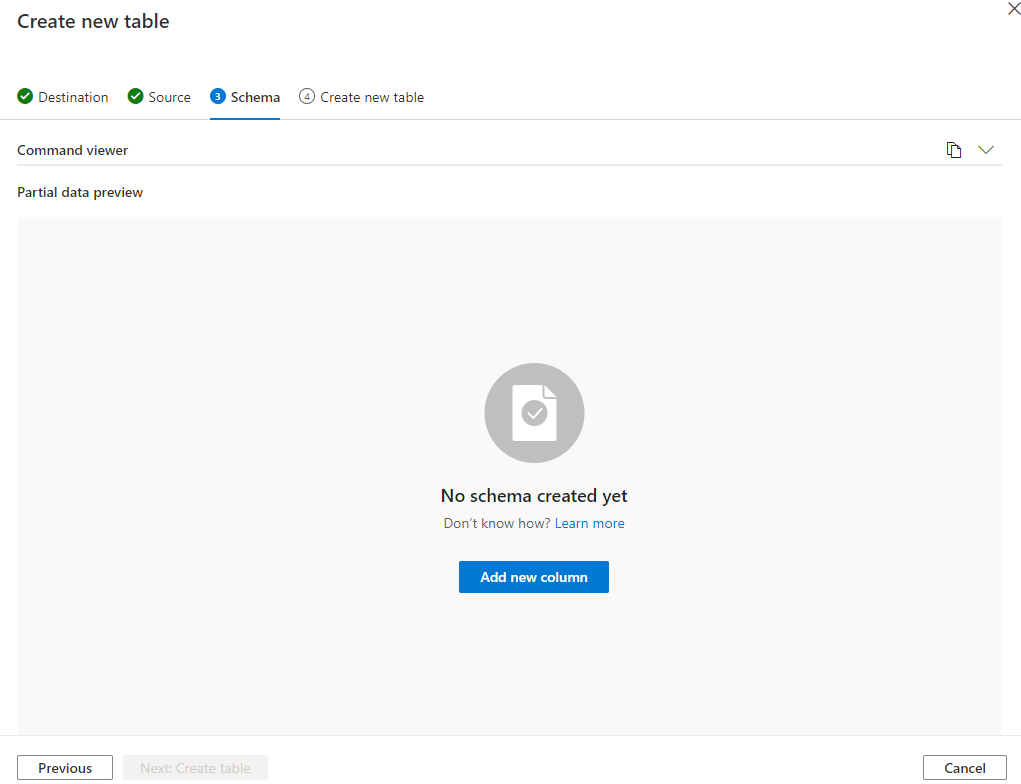 Create new table
Destination
Source
3 Schema
4 Create new table
Command viewer
Partial data preview
No schema created yet
Don't know how? Learn more
Add new column
Previous
Next: Create table
Cancel